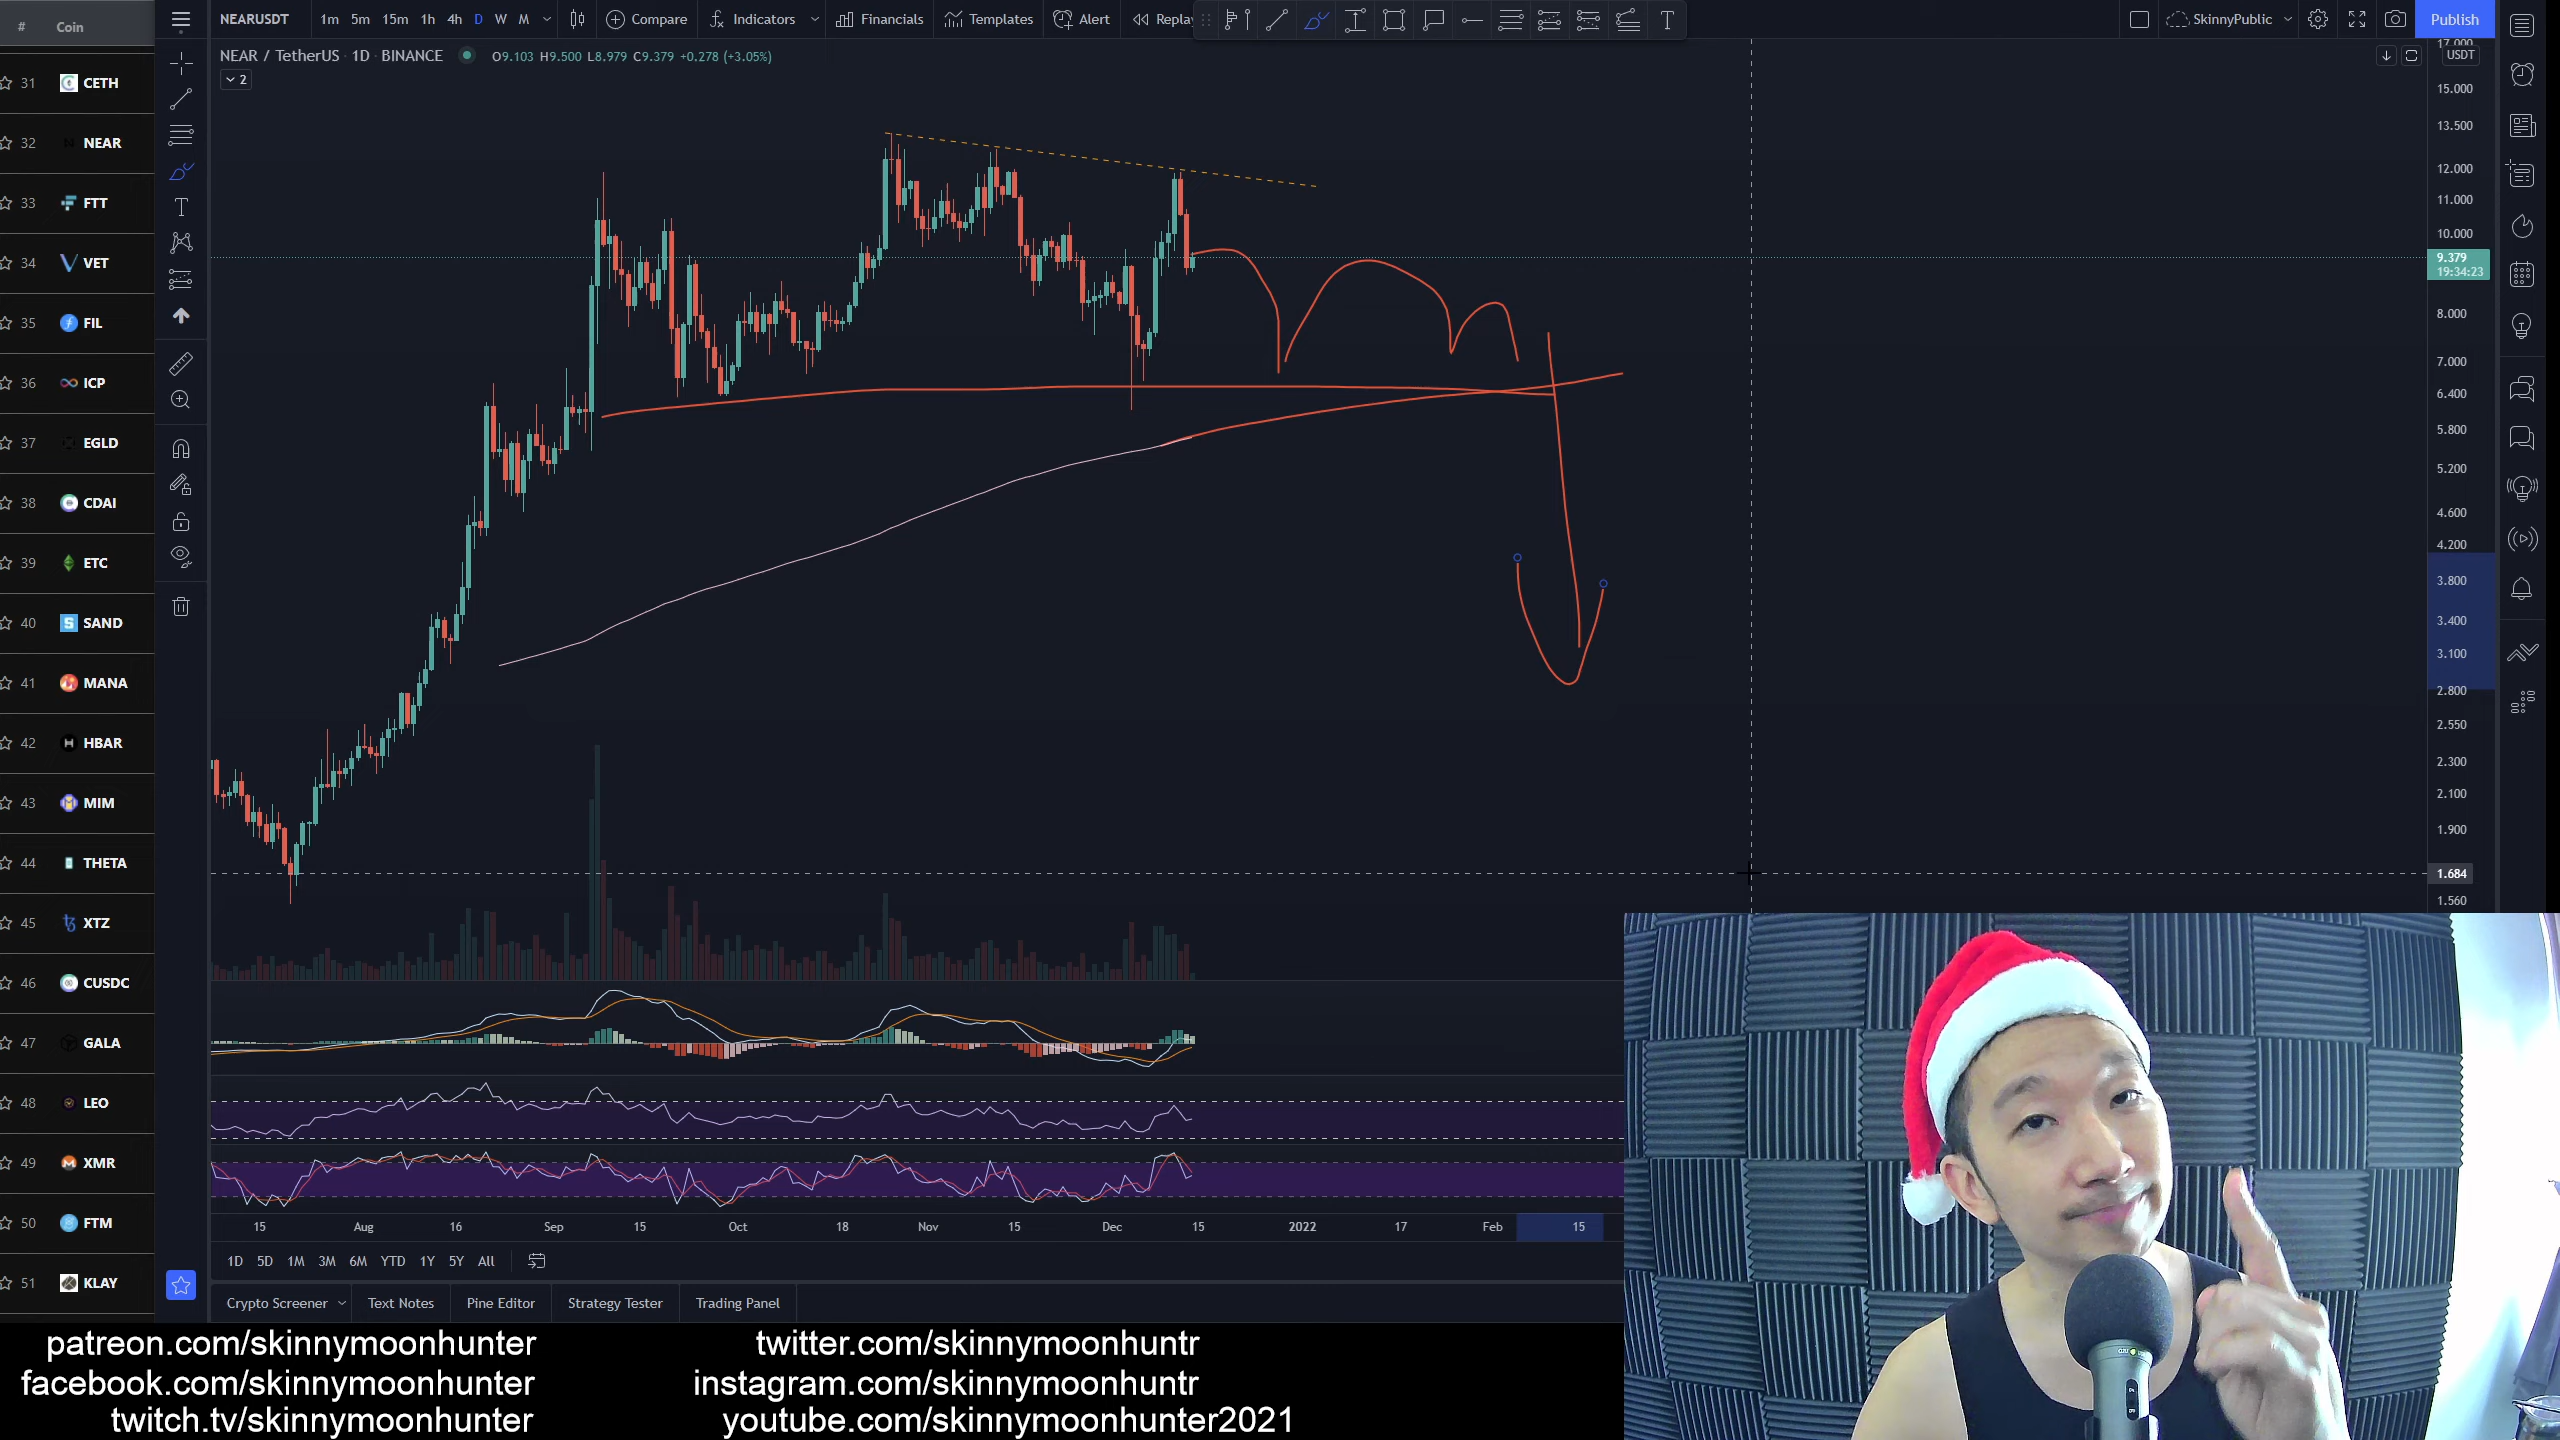 # Coin
31 CETH
32 NEAR
33 FTT
34 VET
35 FIL
36 ICP
37 EGLD
38 CDAI
39 ETC
40 SAND
41 MANA
42 HBAR
43 MIM
44 THETA
45 XTZ
46 CUSDC
47 GALA
48 LEO
49 XMR
50 FTM
51 KLAY
NEARUSDT 1m 5m 15m 1h 4h D W M Compare Indicators Financials Templates Alert Replay T SkinnyPublic Publish
NEAR / TetherUS · 1D · BINANCE O9.103 H9.500 L8.979 C9.379 +0.278 (+3.05%)
2
17.000
USDT
15.000
13.500
12.000
11.000
10.000
9.379
19:34:23
8.000
7.000
6.400
5.800
5.200
4.600
4.200
3.800
3.400
3.100
2.800
2.550
2.300
2.100
1.900
1.684
1.560
15 Aug 16 Sep 15 Oct 18 Nov 15 Dec 15 2022 17 Feb 15
1D 5D 1M 3M 6M YTD 1Y 5Y All
Crypto Screener Text Notes Pine Editor Strategy Tester Trading Panel
patreon.com/skinnymoonhunter twitter.com/skinnymoonhuntr
facebook.com/skinnymoonhunter instagram.com/skinnymoonhuntr
twitch.tv/skinnymoonhunter youtube.com/skinnymoonhunter2021